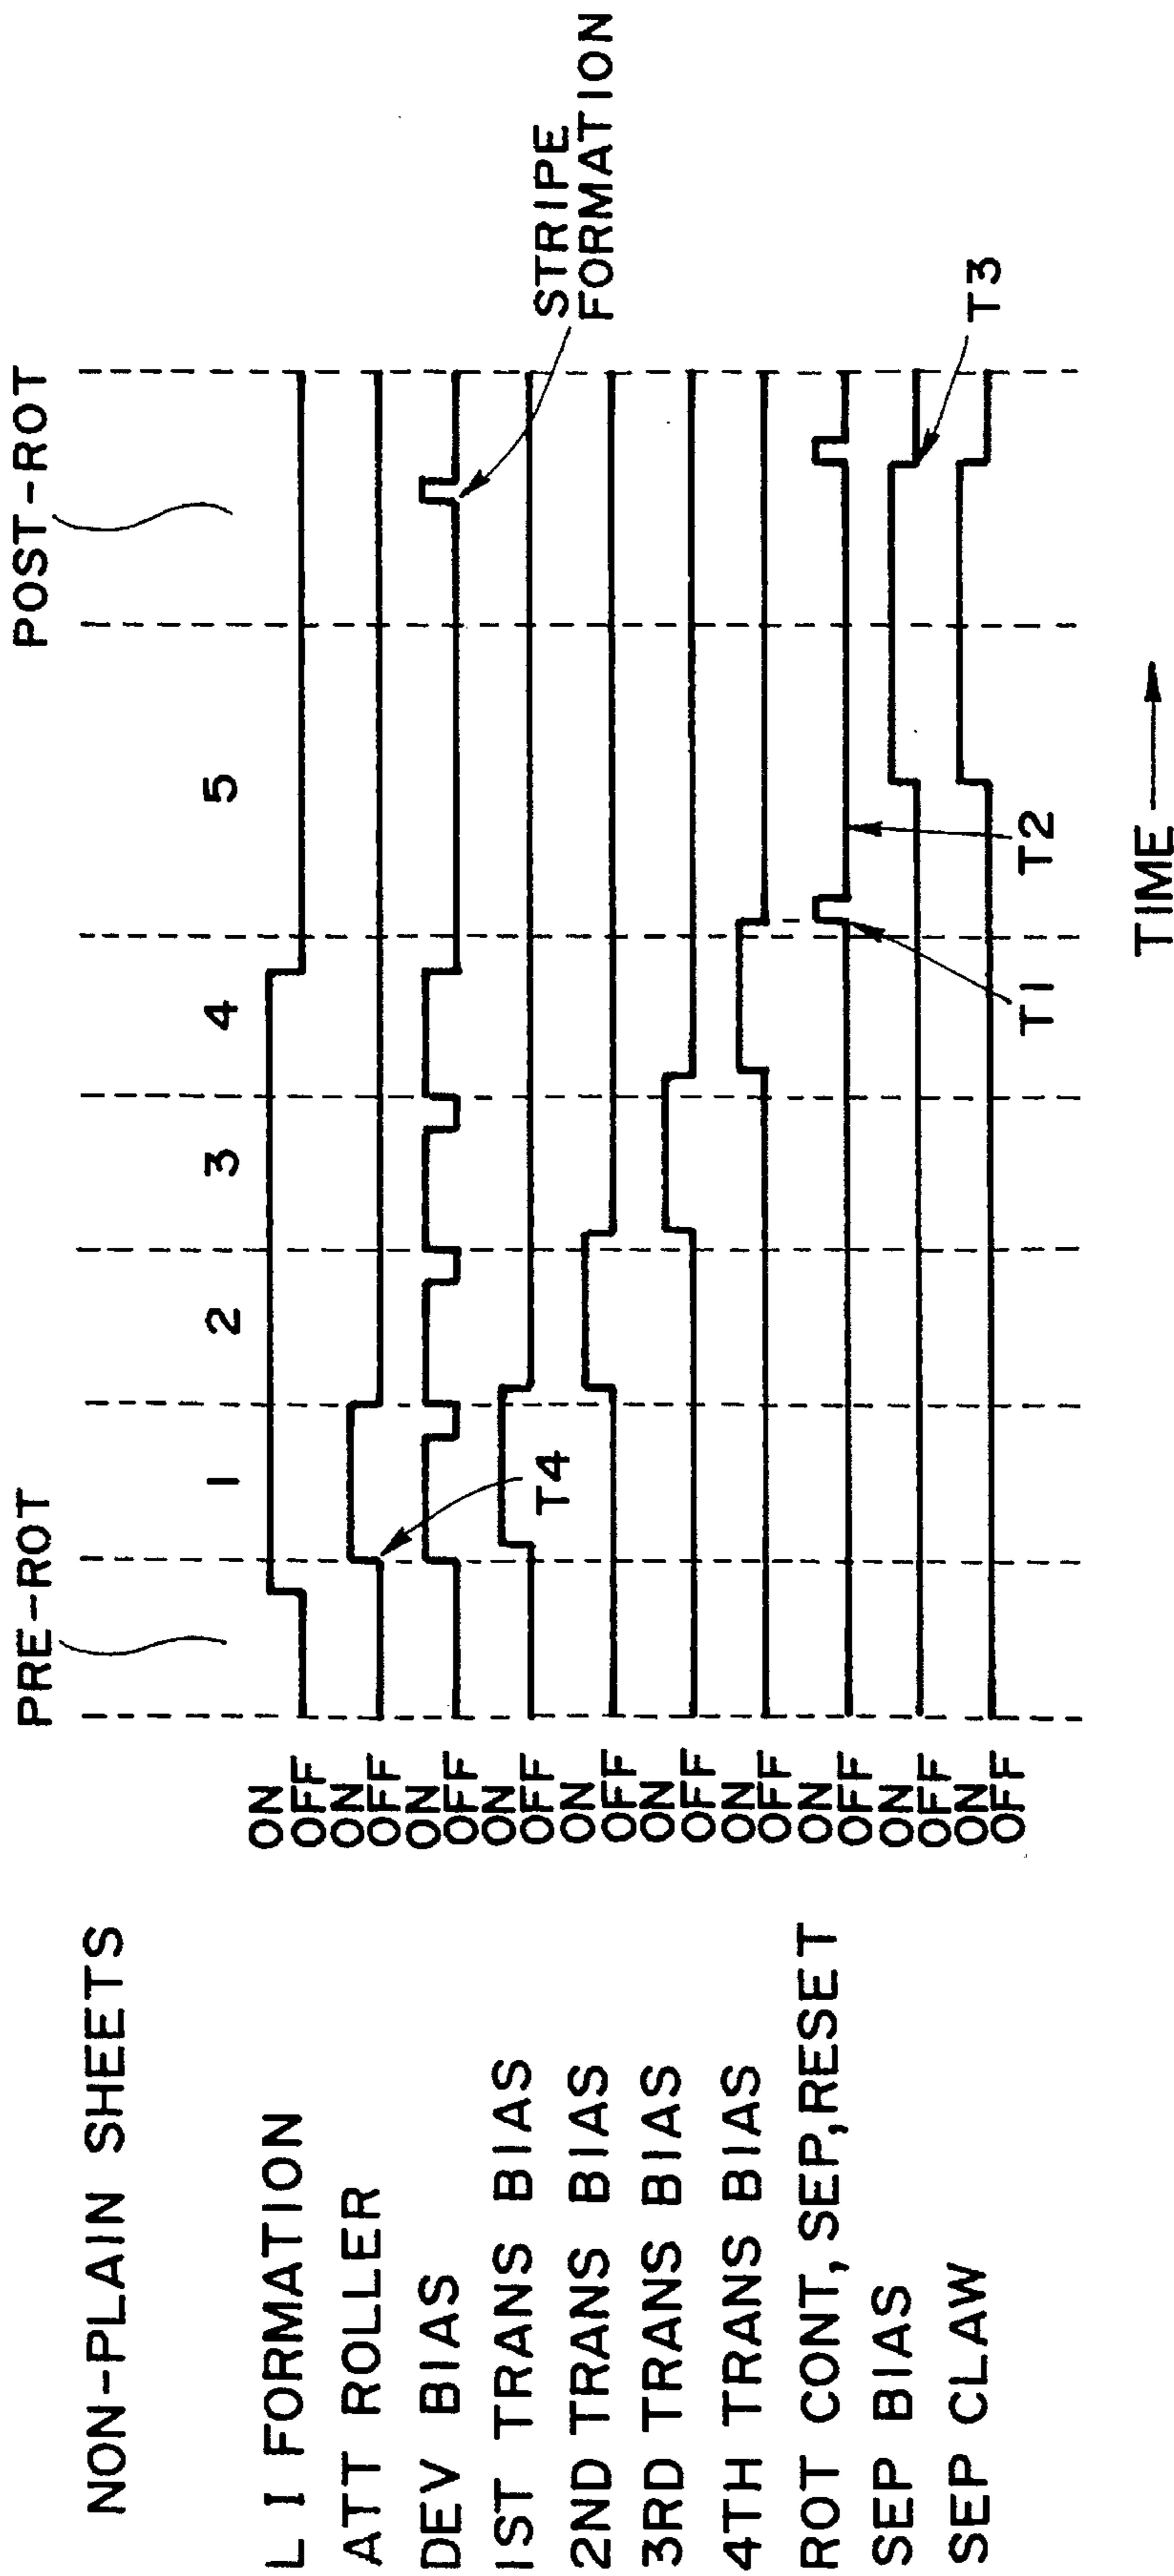 NON-PLAIN SHEETS
PRE-ROT
1
2
3
4
5
POST-ROT
L I FORMATION
ON
OFF
ATT ROLLER
ON
OFF
DEV BIAS
ON
OFF
1ST TRANS BIAS
ON
OFF
2ND TRANS BIAS
ON
OFF
3RD TRANS BIAS
ON
OFF
4TH TRANS BIAS
ON
OFF
ROT CONT, SEP, RESET
ON
OFF
SEP BIAS
ON
OFF
SEP CLAW
ON
OFF
T4
STRIPE
FORMATION
T1
T2
T3
TIME